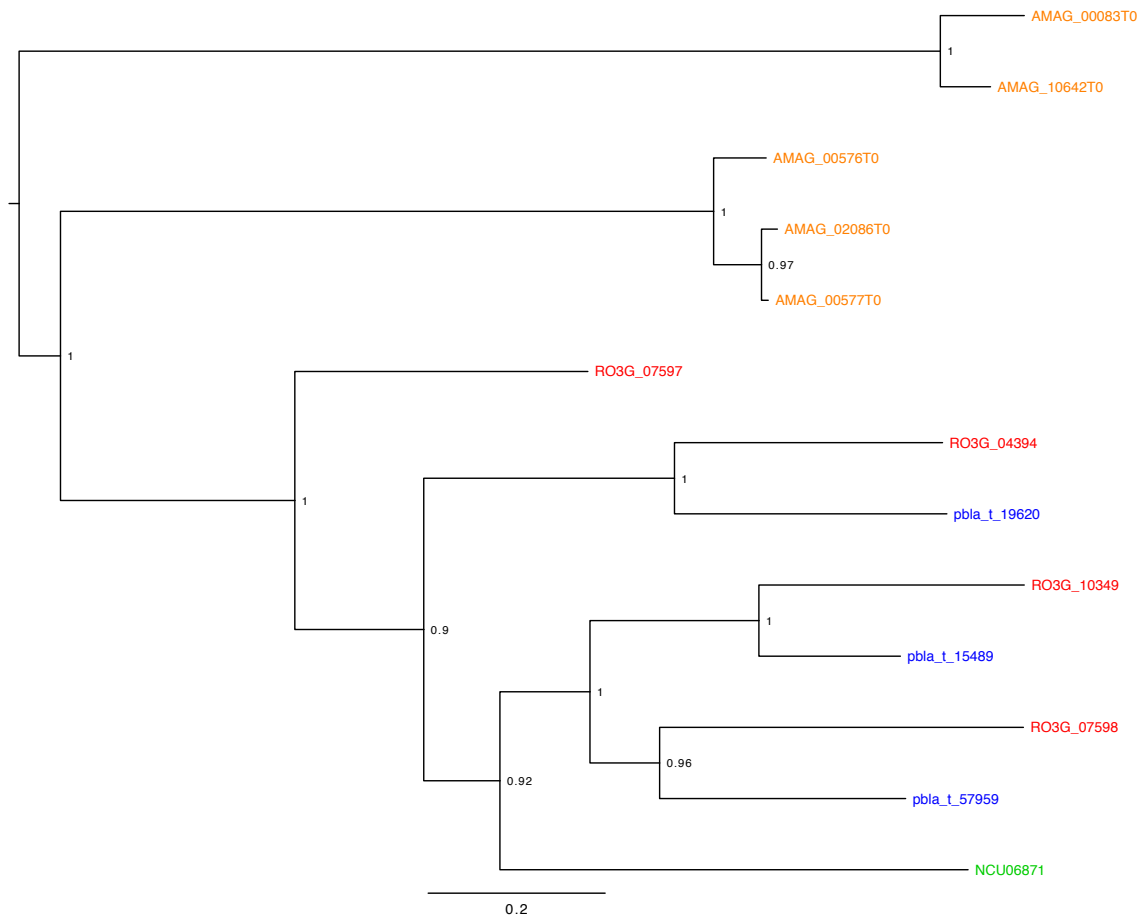 AMAG_00083T0
1
AMAG_10642T0
AMAG_00576T0
1
AMAG_02086T0
0.97
AMAG_00577T0
1
RO3G_07597
RO3G_04394
1
pbla_t_19620
1
RO3G_10349
1
0.9
pbla_t_15489
1
RO3G_07598
0.96
0.92
pbla_t_57959
NCU06871
0.2